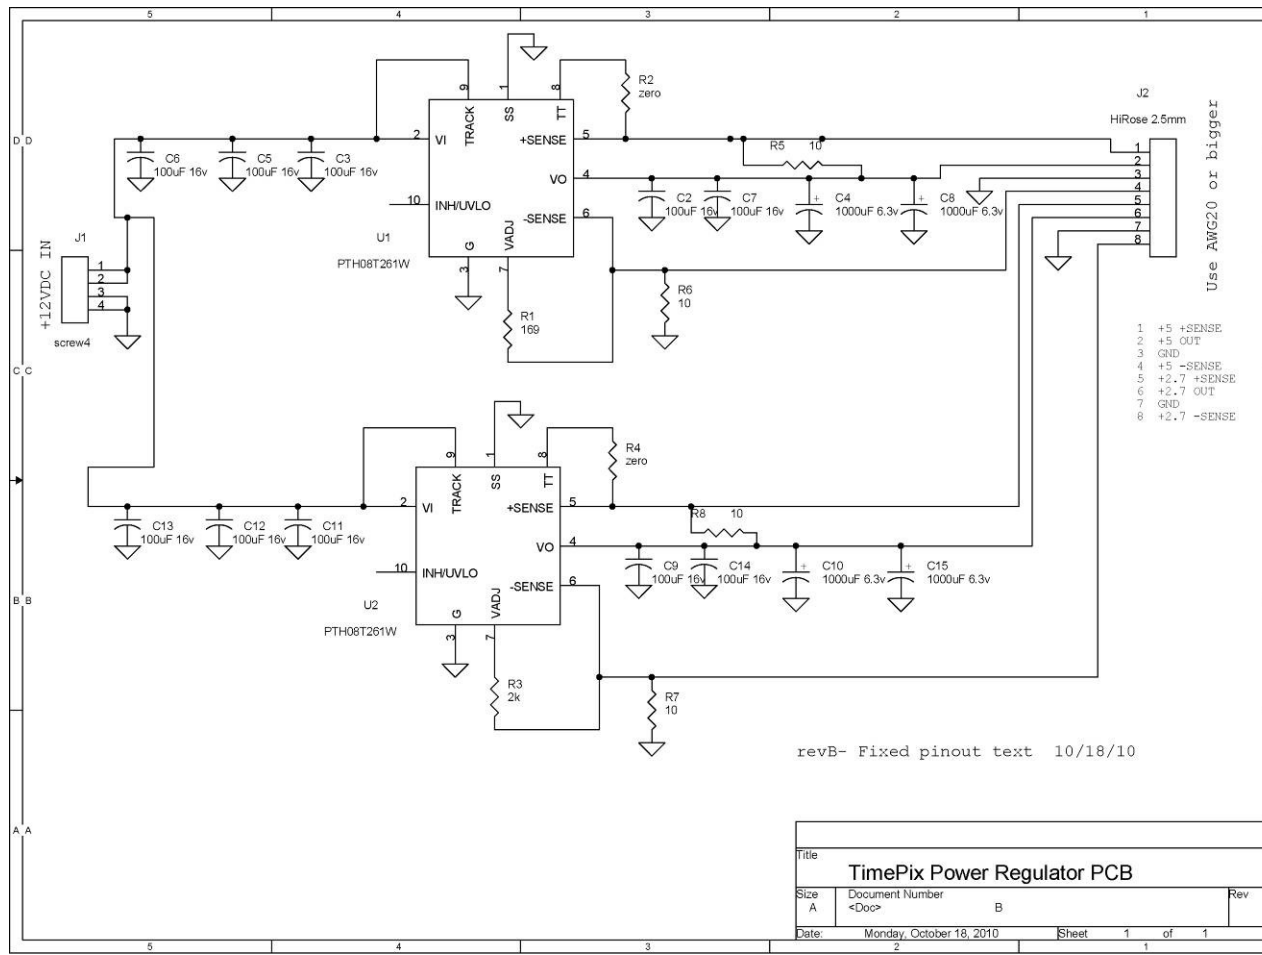 5 4 3 2 1
D D
C C
B B
A A
+12VDC IN
J1
1
2
3
4
screw4
C6
100uF 16v
C5
100uF 16v
C3
100uF 16v
2 VI
9 TRACK
1 SS
8 TT
+SENSE 5
VO 4
-SENSE 6
10 INH/UVLO
G 3
VADJ 7
U1
PTH08T261W
R2
zero
R5 10
C2
100uF 16v
C7
100uF 16v
C4
1000uF 6.3v
C8
1000uF 6.3v
+ +
R1
169
R6
10
J2
HiRose 2.5mm
1
2
3
4
5
6
7
8
Use AWG20 or bigger
1 +5 +SENSE
2 +5 OUT
3 GND
4 +5 -SENSE
5 +2.7 +SENSE
6 +2.7 OUT
7 GND
8 +2.7 -SENSE
C13
100uF 16v
C12
100uF 16v
C11
100uF 16v
2 VI
9 TRACK
1 SS
8 TT
+SENSE 5
VO 4
-SENSE 6
10 INH/UVLO
G 3
VADJ 7
U2
PTH08T261W
R4
zero
R8 10
C9
100uF 16v
C14
100uF 16v
C10
1000uF 6.3v
C15
1000uF 6.3v
+ +
R3
2k
R7
10
revB- Fixed pinout text 10/18/10
Title
TimePix Power Regulator PCB
Size Document Number Rev
A <Doc> B
Date: Monday, October 18, 2010 Sheet 1 of 1
5 4 3 2 1